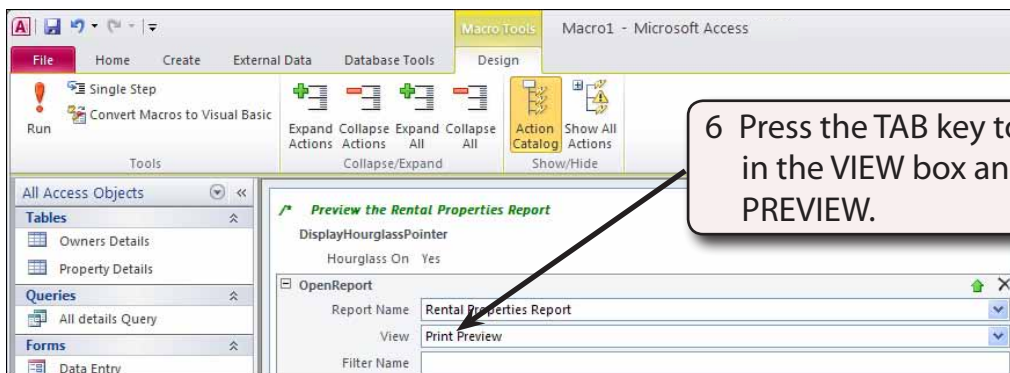 Macro Tools
Macro1 - Microsoft Access
File Home Create External Data Database Tools Design
Run
Single Step
Convert Macros to Visual Basic
Tools
Expand Actions
Collapse Actions
Expand All
Collapse All
Collapse/Expand
Action Catalog
Show All Actions
Show/Hide
6 Press the TAB key to
in the VIEW box an
PREVIEW.
All Access Objects
Tables
Owners Details
Property Details
Queries
All details Query
Forms
Data Entry
/* Preview the Rental Properties Report
DisplayHourglassPointer
Hourglass On Yes
OpenReport
Report Name Rental Properties Report
View Print Preview
Filter Name